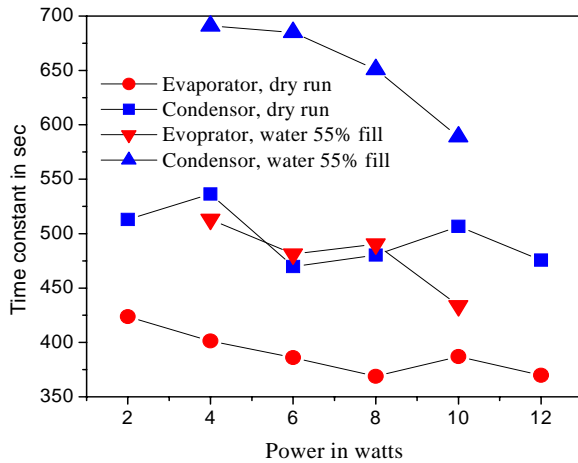 700
650
600
550
500
450
400
350
Time constant in sec
Evaporator, dry run
Condensor, dry run
Evoprator, water 55% fill
Condensor, water 55% fill
2 4 6 8 10 12
Power in watts